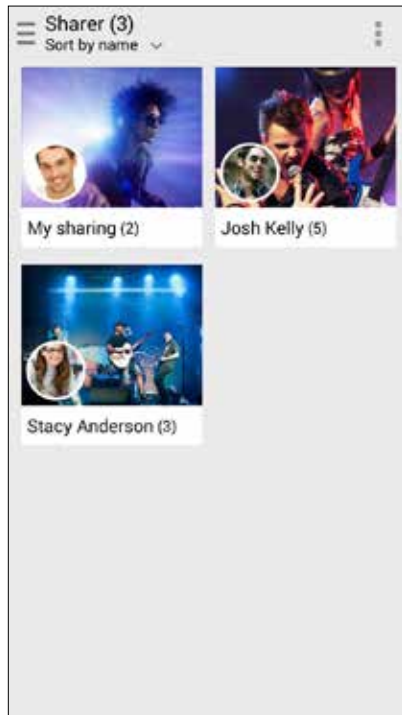 Sharer (3)
Sort by name
My sharing (2)
Josh Kelly (5)
Stacy Anderson (3)